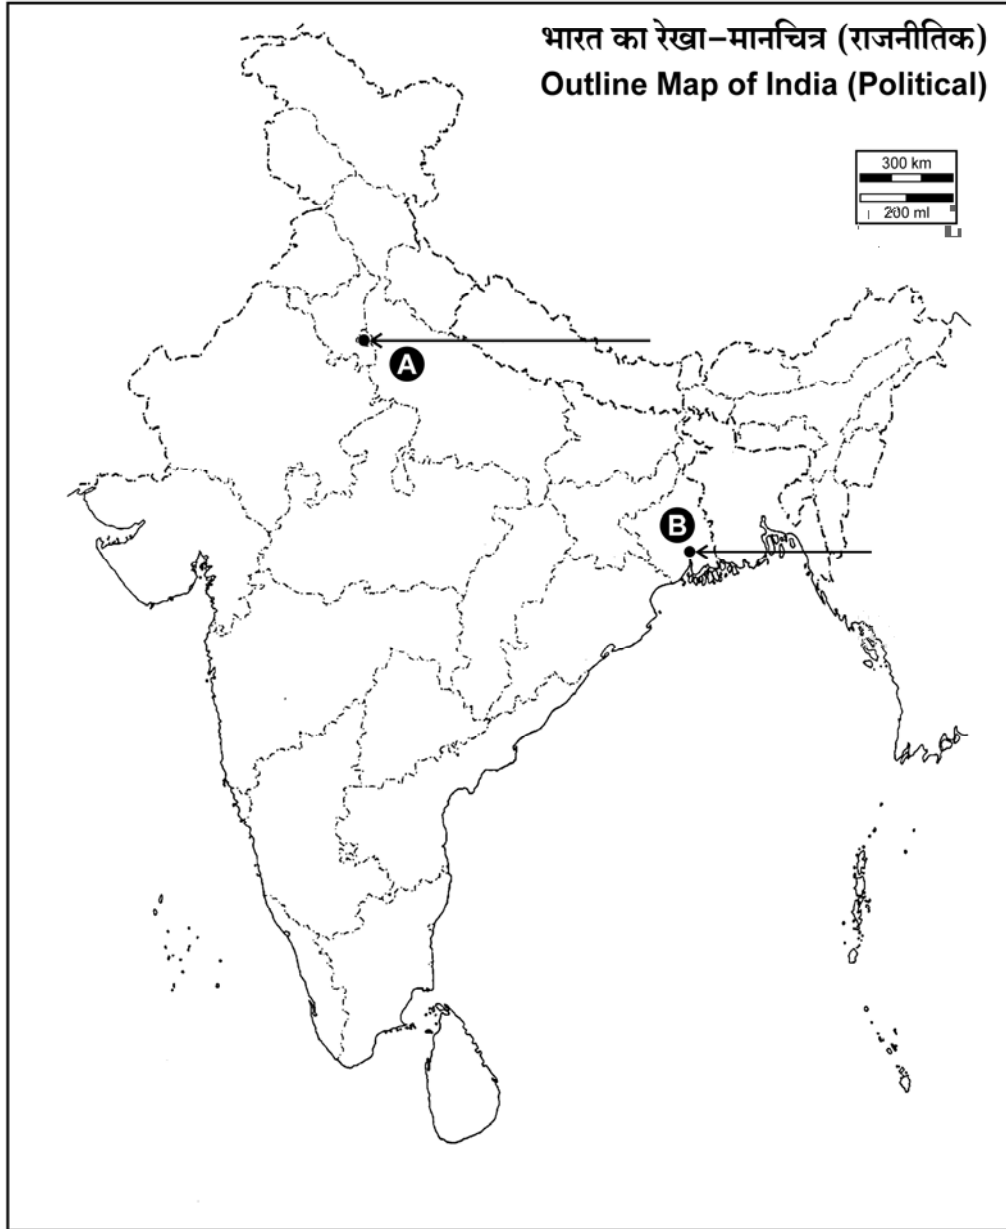 भारत का रेखा-मानचित्र (राजनीतिक)
Outline Map of India (Political)
300 km
200 ml
A
B